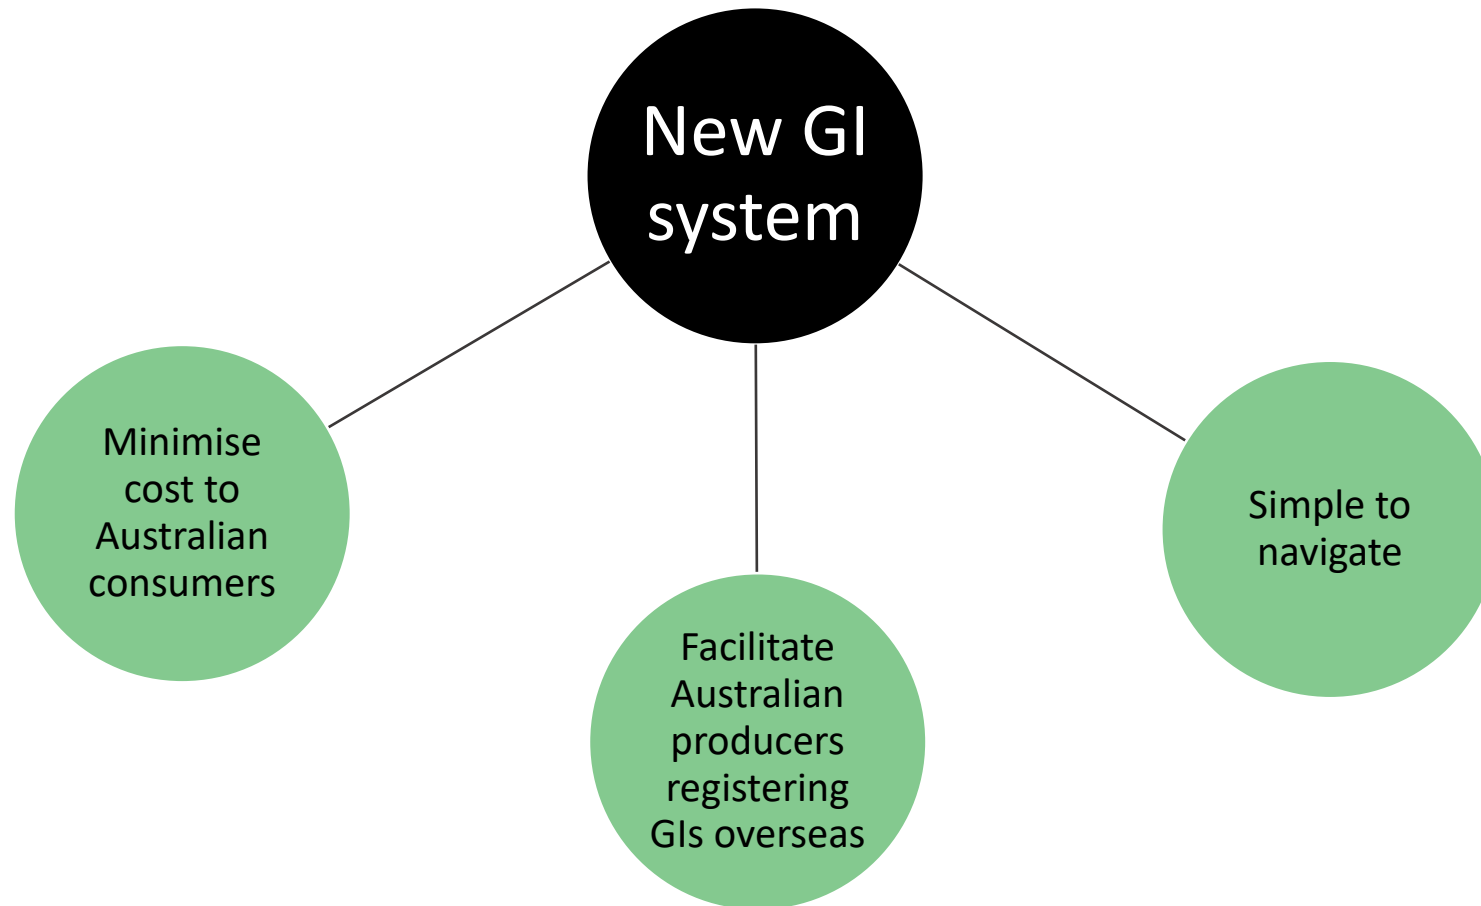 New GI
system
Minimise
cost to
Australian
consumers
Facilitate
Australian
producers
registering
GIs overseas
Simple to
navigate